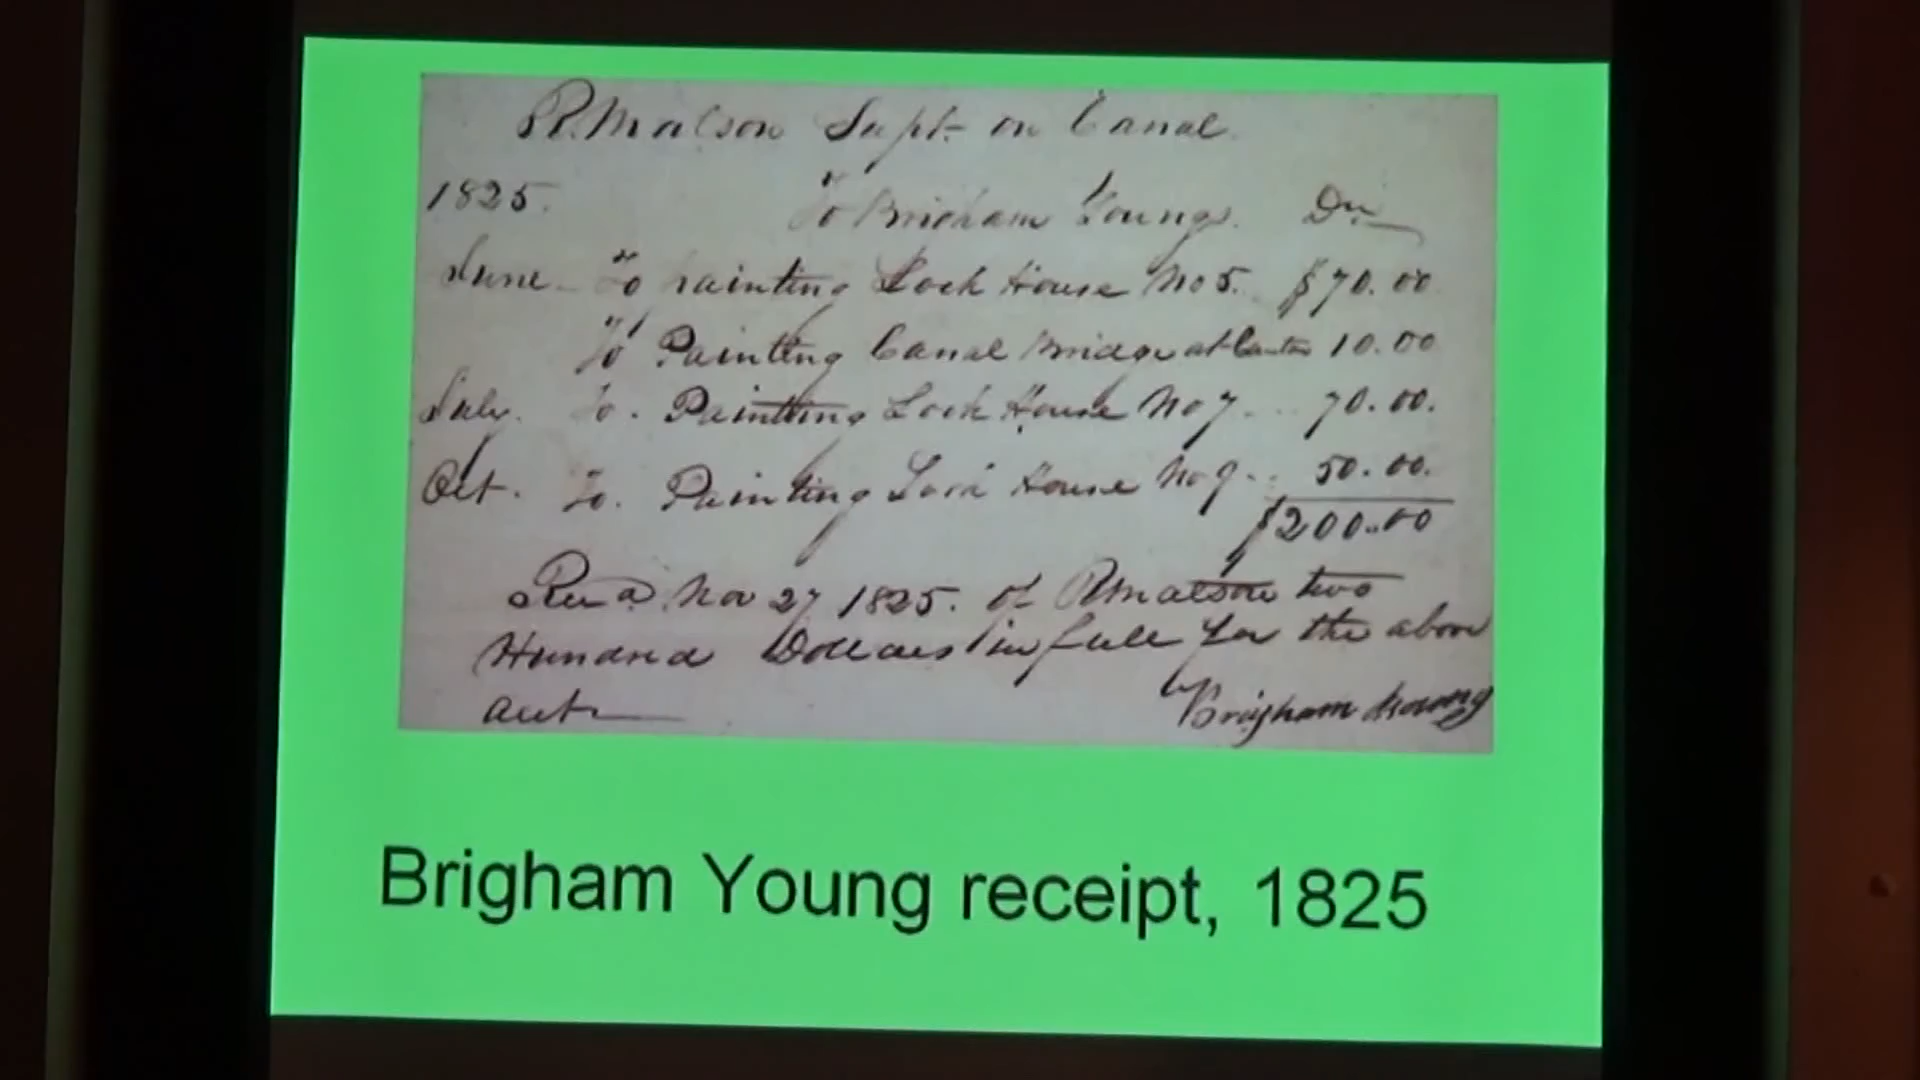 R. Matson Supt. on Canal
1825. To Brigham Young. Dr.
June To painting Lock House No 5. $70.00
To Painting Canal Bridge at 10.00
July. To. Painting Lock House No 7. 70.00.
Oct. To. Painting Lock House No 9. 50.00.
$200.00
Recd. Nov 27 1825. of R Matson two
Hundred Dollars in full for the above
acct
Brigham Young
Brigham Young receipt, 1825